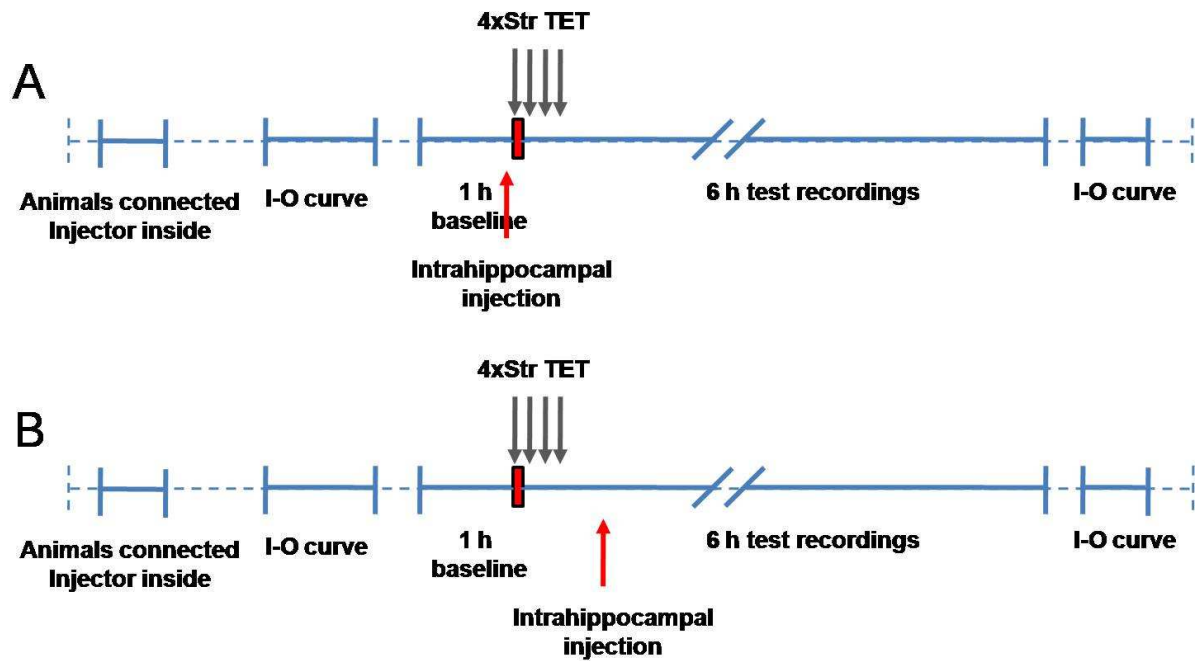 4xStr TET
A
Animals connected
Injector inside
I-O curve
1 h
baseline
6 h test recordings
I-O curve
Intrahippocampal
injection
4xStr TET
B
Animals connected
Injector inside
I-O curve
1 h
baseline
6 h test recordings
I-O curve
Intrahippocampal
injection